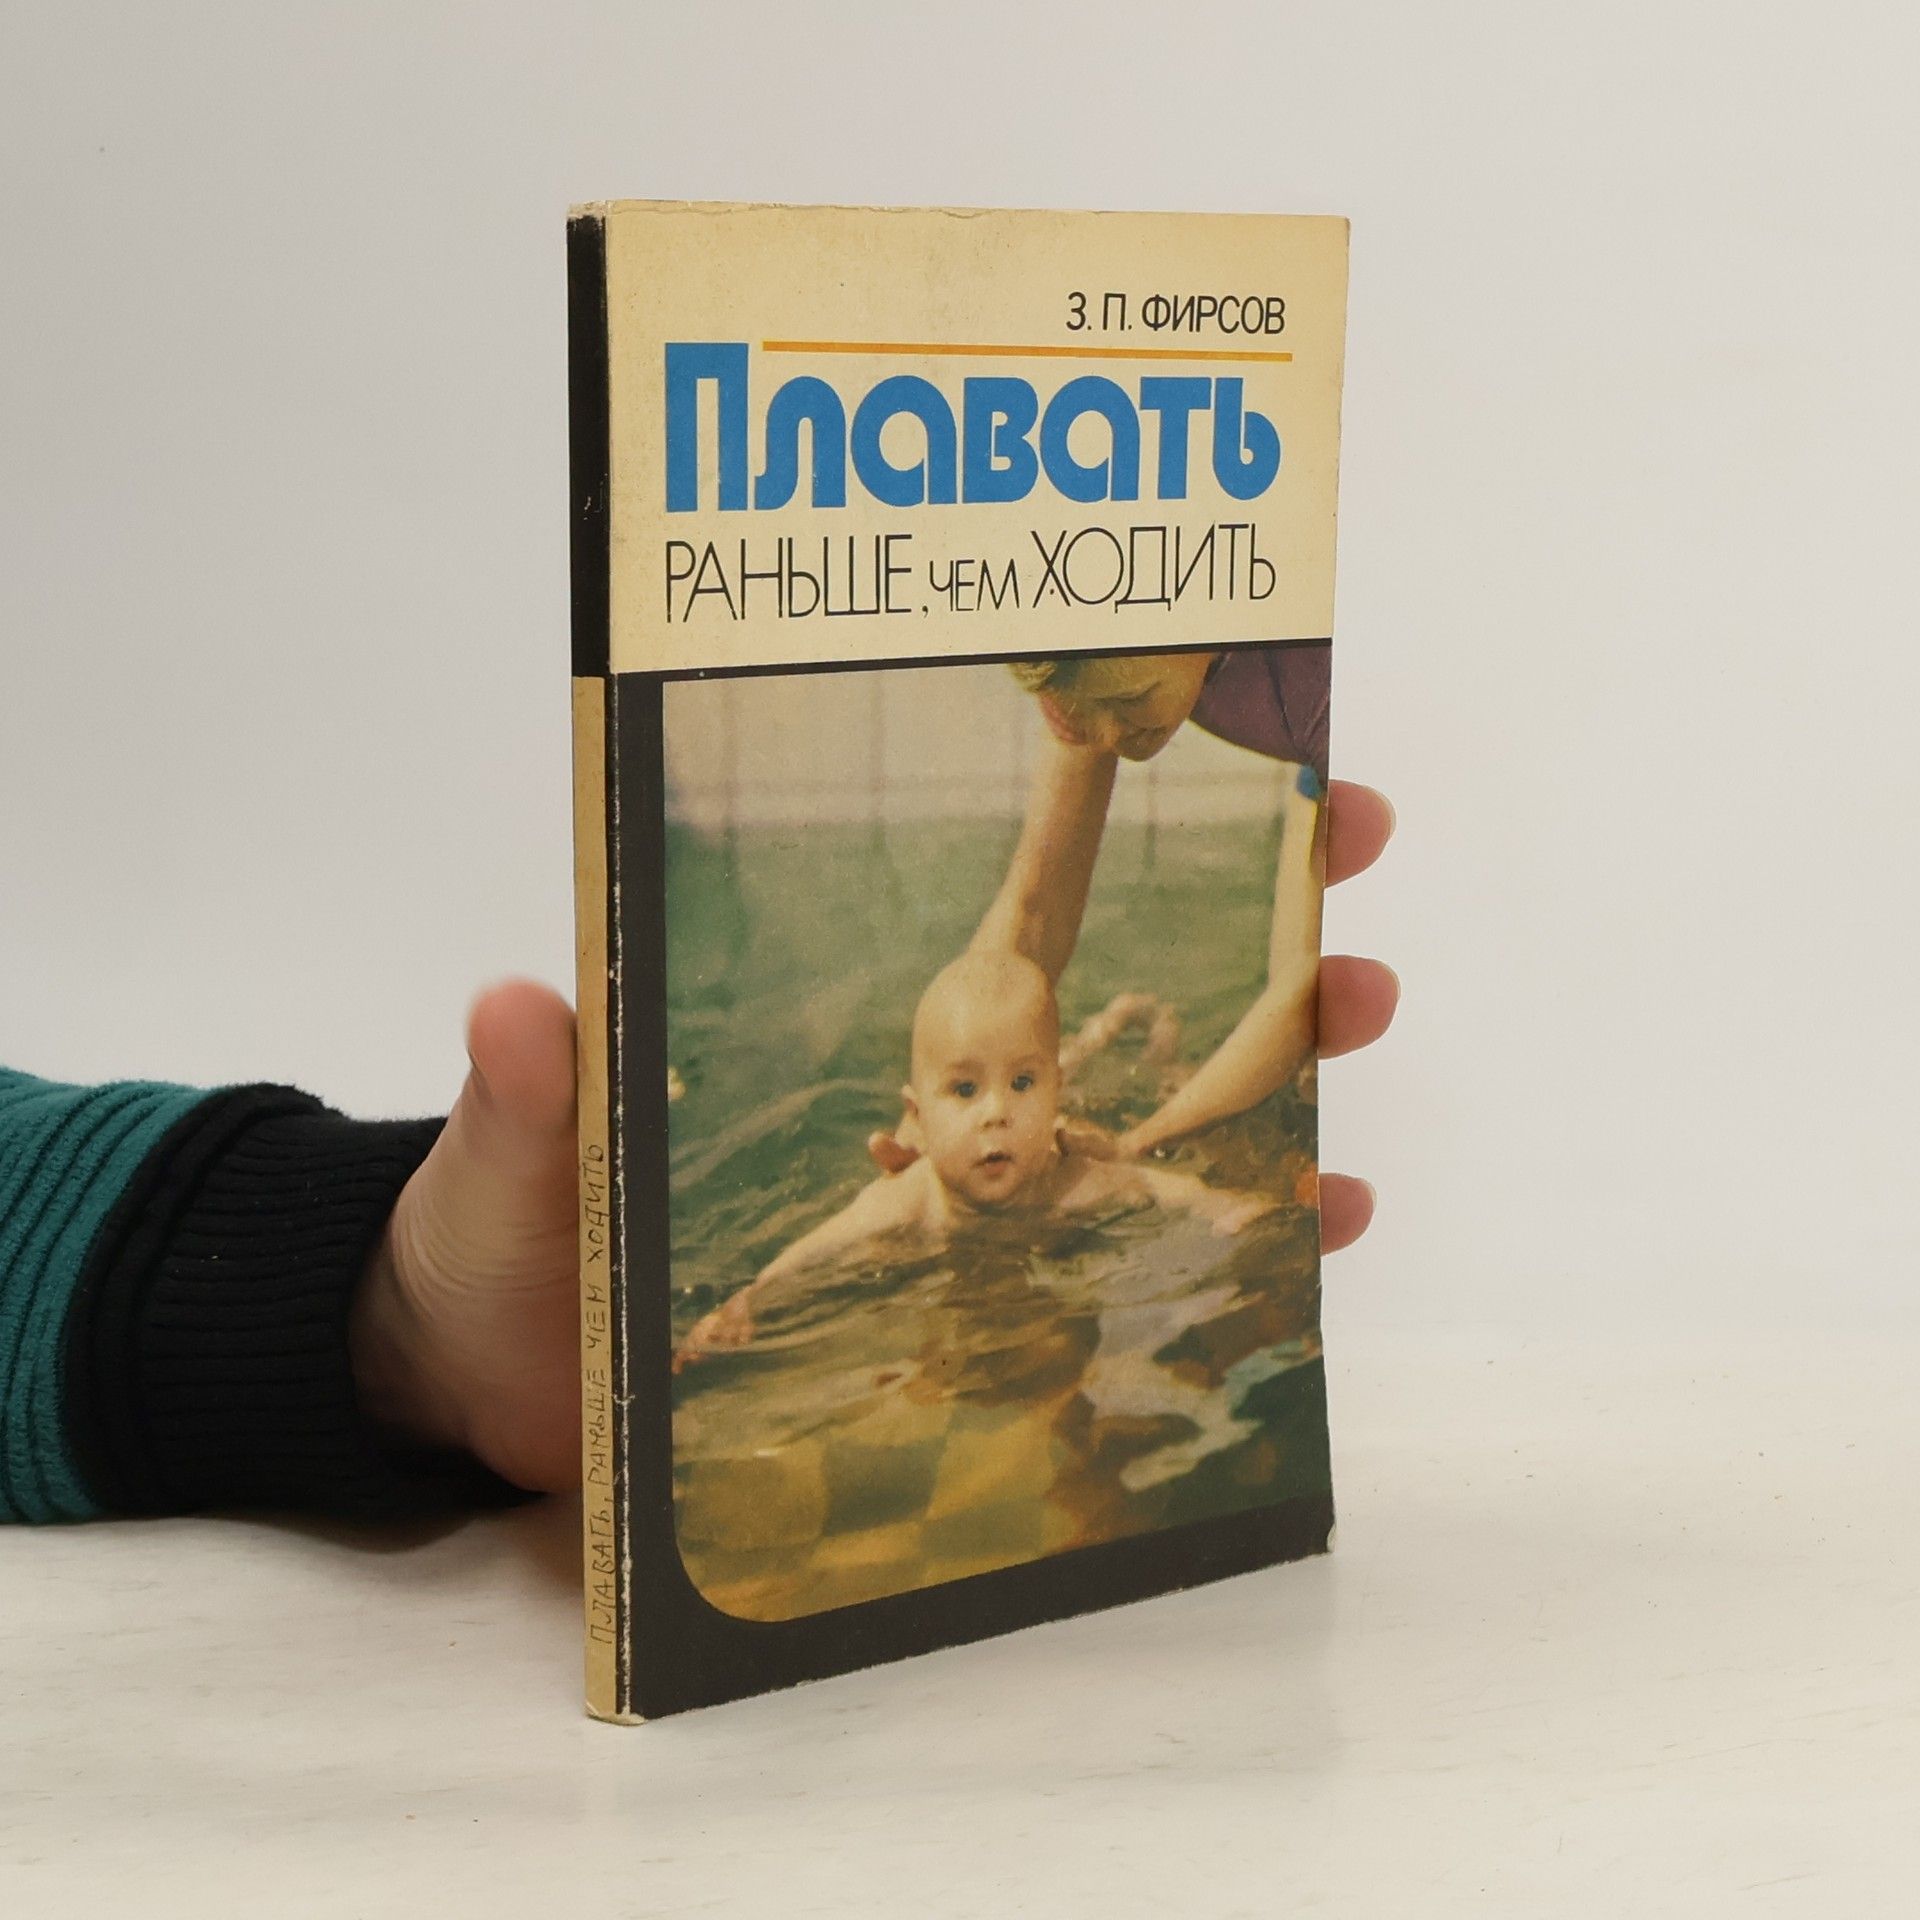 З. П. ФИРСОВ
Плавать
РАНЬШЕ, ЧЕМ ХОДИТЬ
ПЛАВАТЬ, РАНЬШЕ ЧЕМ ХОДИТЬ